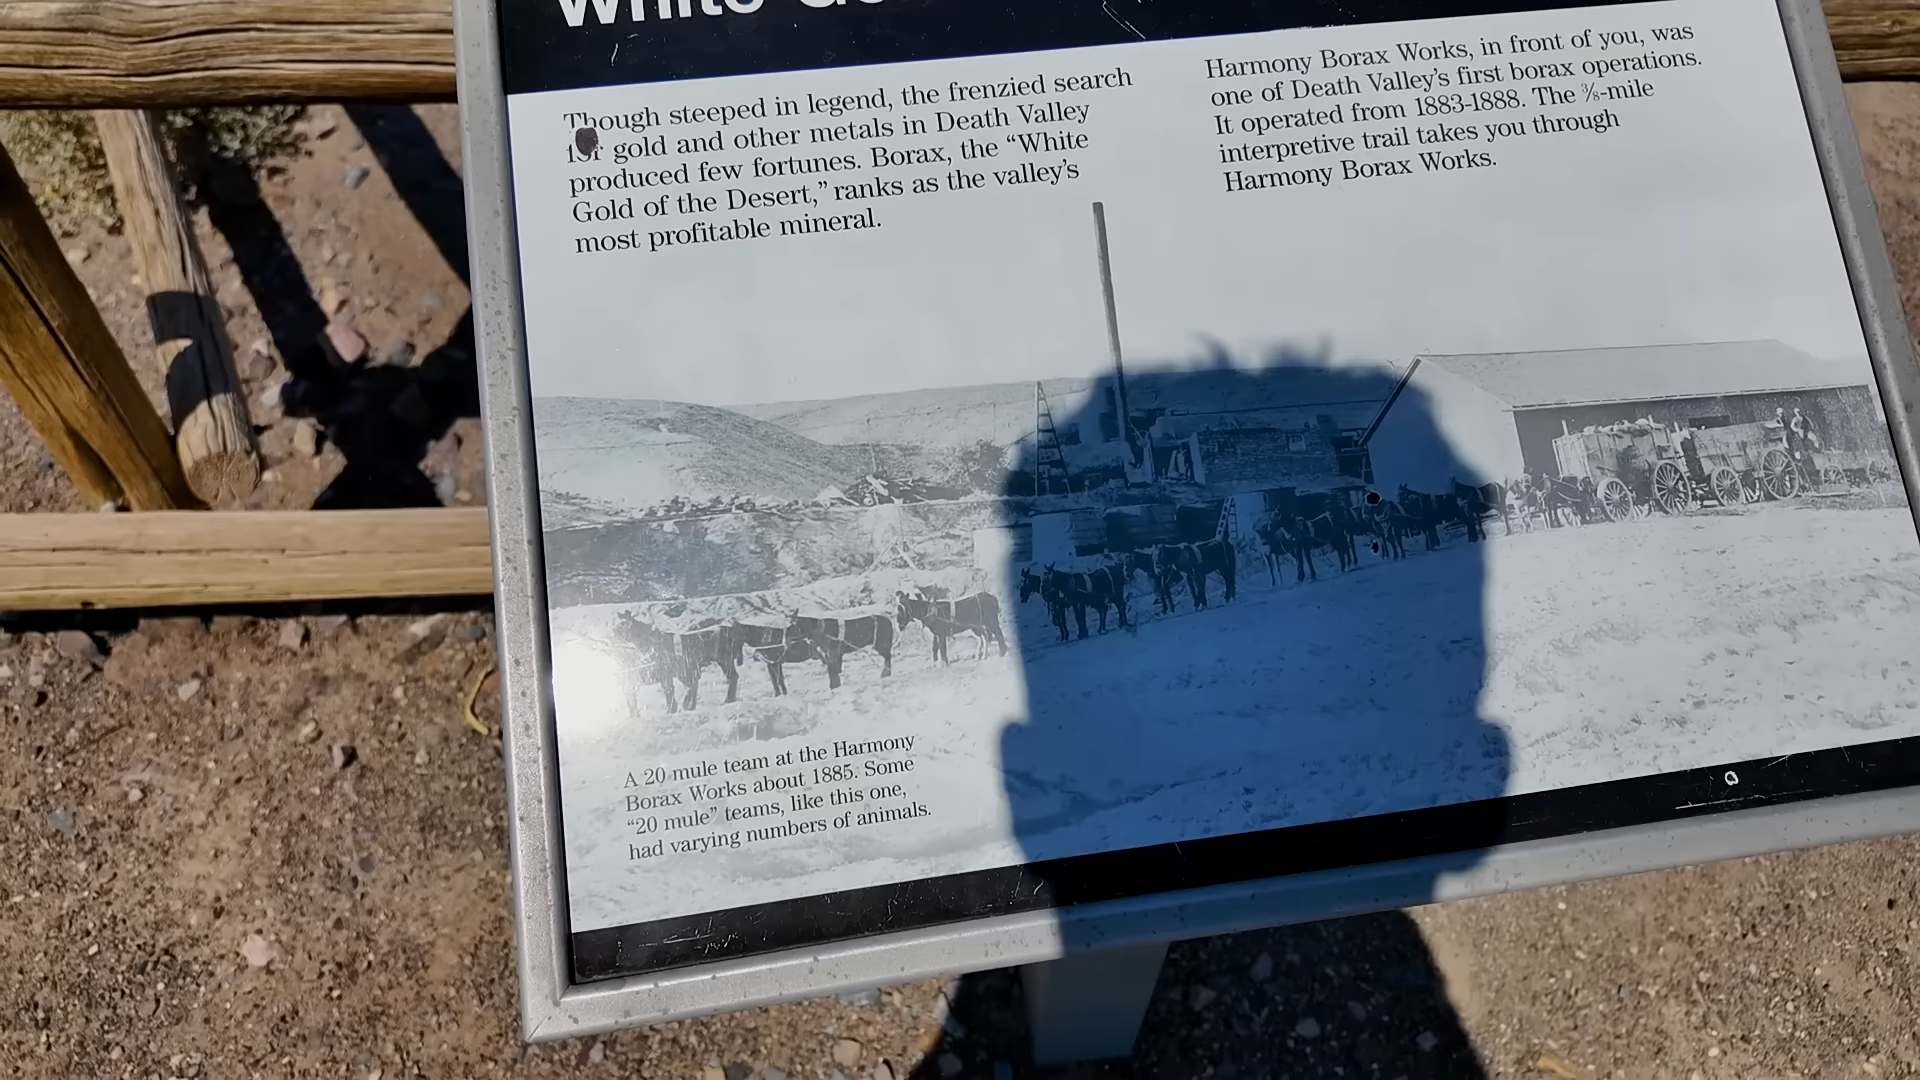 White
Though steeped in legend, the frenzied search
for gold and other metals in Death Valley
produced few fortunes. Borax, the “White
Gold of the Desert,” ranks as the valley’s
most profitable mineral.
Harmony Borax Works, in front of you, was
one of Death Valley’s first borax operations.
It operated from 1883-1888. The ⅜-mile
interpretive trail takes you through
Harmony Borax Works.
A 20 mule team at the Harmony
Borax Works about 1885. Some
“20 mule” teams, like this one,
had varying numbers of animals.